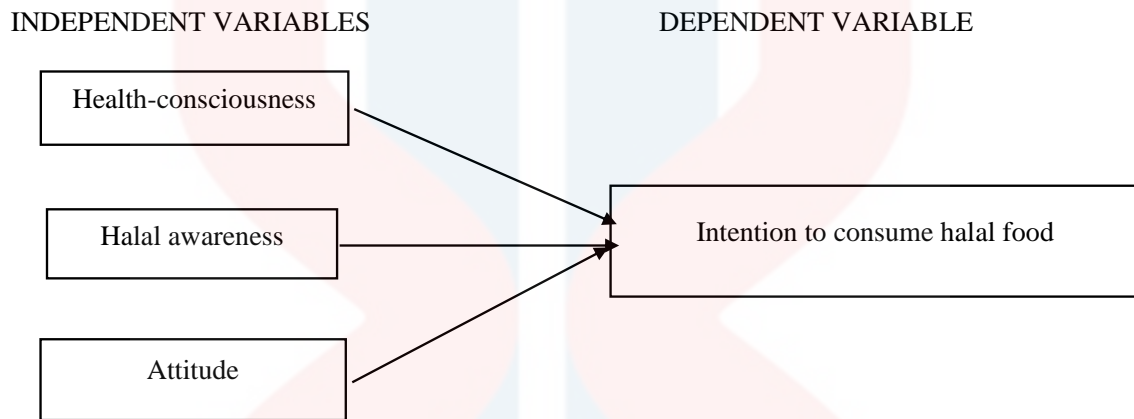 INDEPENDENT VARIABLES
DEPENDENT VARIABLE
Health-consciousness
Halal awareness
Intention to consume halal food
Attitude